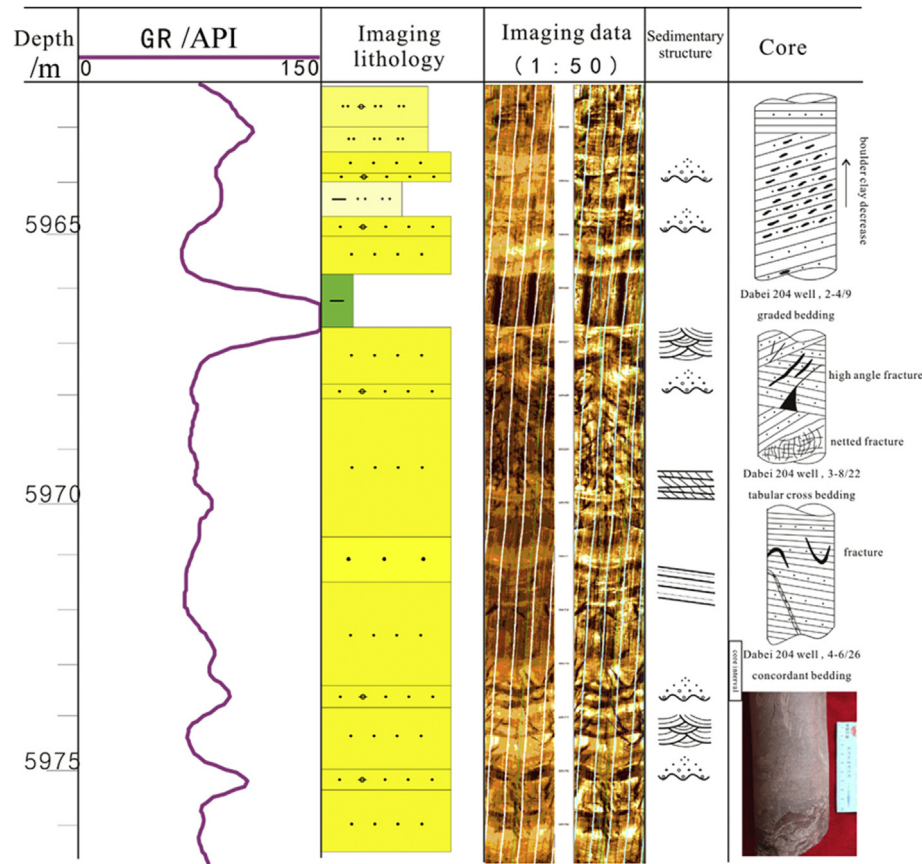 Depth
/m
GR /API
0 150
Imaging
lithology
Imaging data
( 1 : 50 )
Sedimentary
structure
Core
5965
5970
5975
boulder clay decrease
Dabei 204 well , 2-4/9
graded bedding
high angle fracture
netted fracture
Dabei 204 well , 3-8/22
tabular cross bedding
fracture
Dabei 204 well , 4-6/26
concordant bedding
core interval